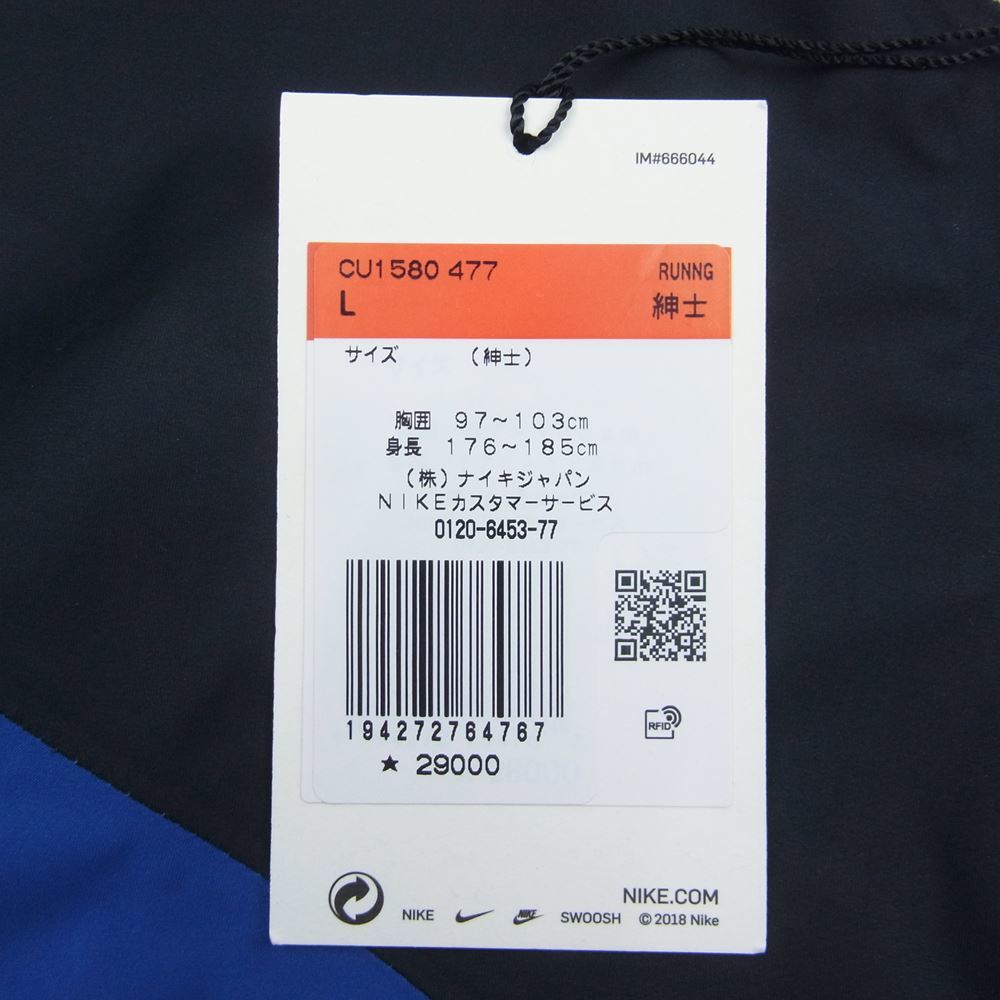 IM#666044
CU1580 477 RUNNG
L 紳士
サイズ （紳士）
胸囲 97～103cm
身長 176～185cm
（株）ナイキジャパン
NIKEカスタマーサービス
0120-6453-77
194272764767
★ 29000
RFID
NIKE.COM
NIKE NIKE SWOOSH © 2018 Nike